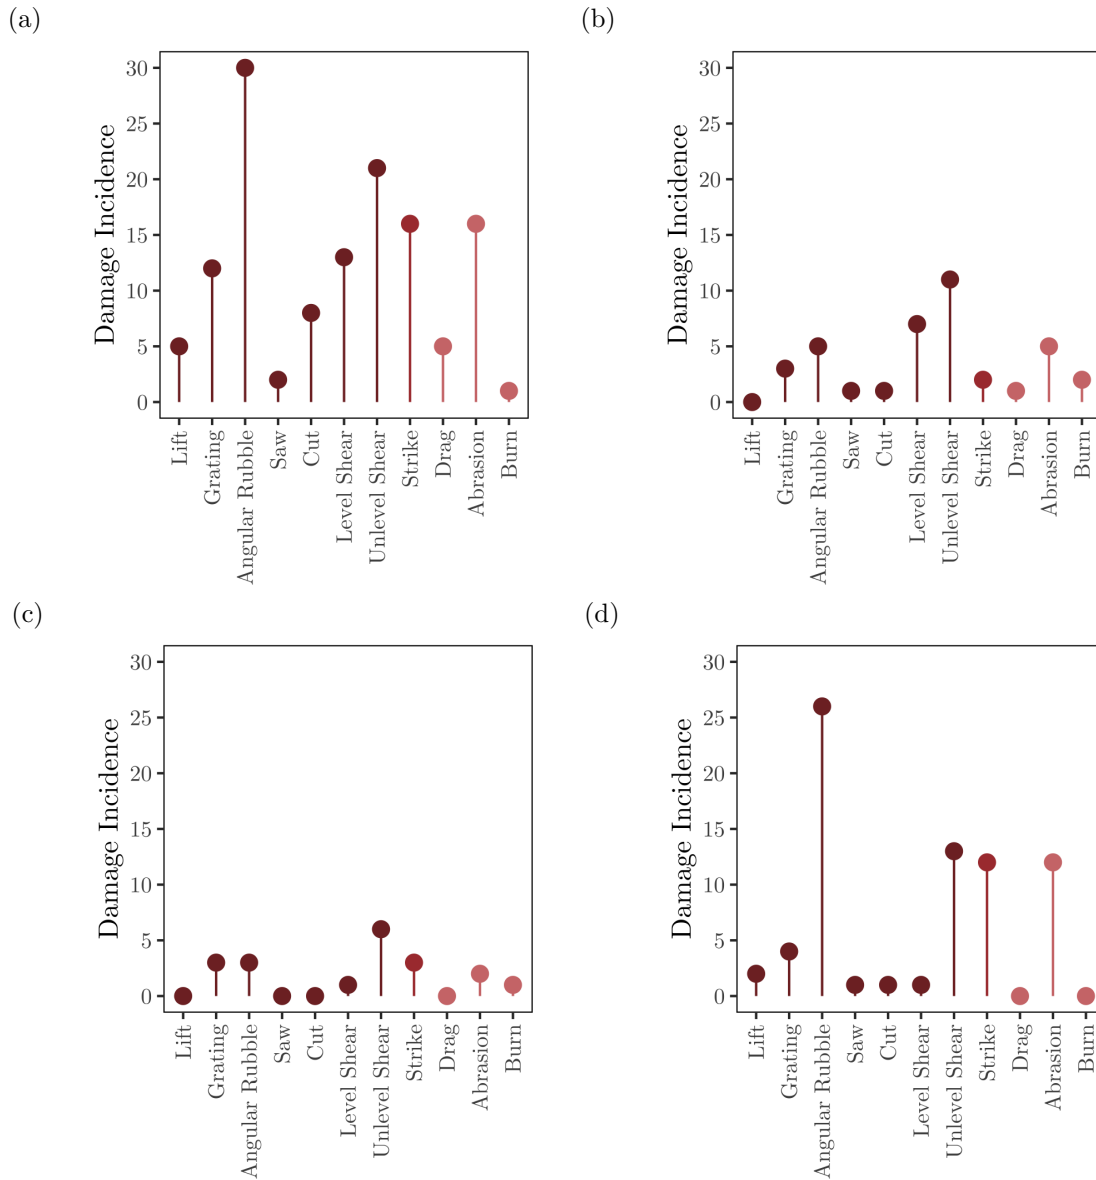 (a)
Damage Incidence
30
25
20
15
10
5
0
Lift
Grating
Angular Rubble
Saw
Cut
Level Shear
Unlevel Shear
Strike
Drag
Abrasion
Burn
(b)
Damage Incidence
30
25
20
15
10
5
0
Lift
Grating
Angular Rubble
Saw
Cut
Level Shear
Unlevel Shear
Strike
Drag
Abrasion
Burn
(c)
Damage Incidence
30
25
20
15
10
5
0
Lift
Grating
Angular Rubble
Saw
Cut
Level Shear
Unlevel Shear
Strike
Drag
Abrasion
Burn
(d)
Damage Incidence
30
25
20
15
10
5
0
Lift
Grating
Angular Rubble
Saw
Cut
Level Shear
Unlevel Shear
Strike
Drag
Abrasion
Burn